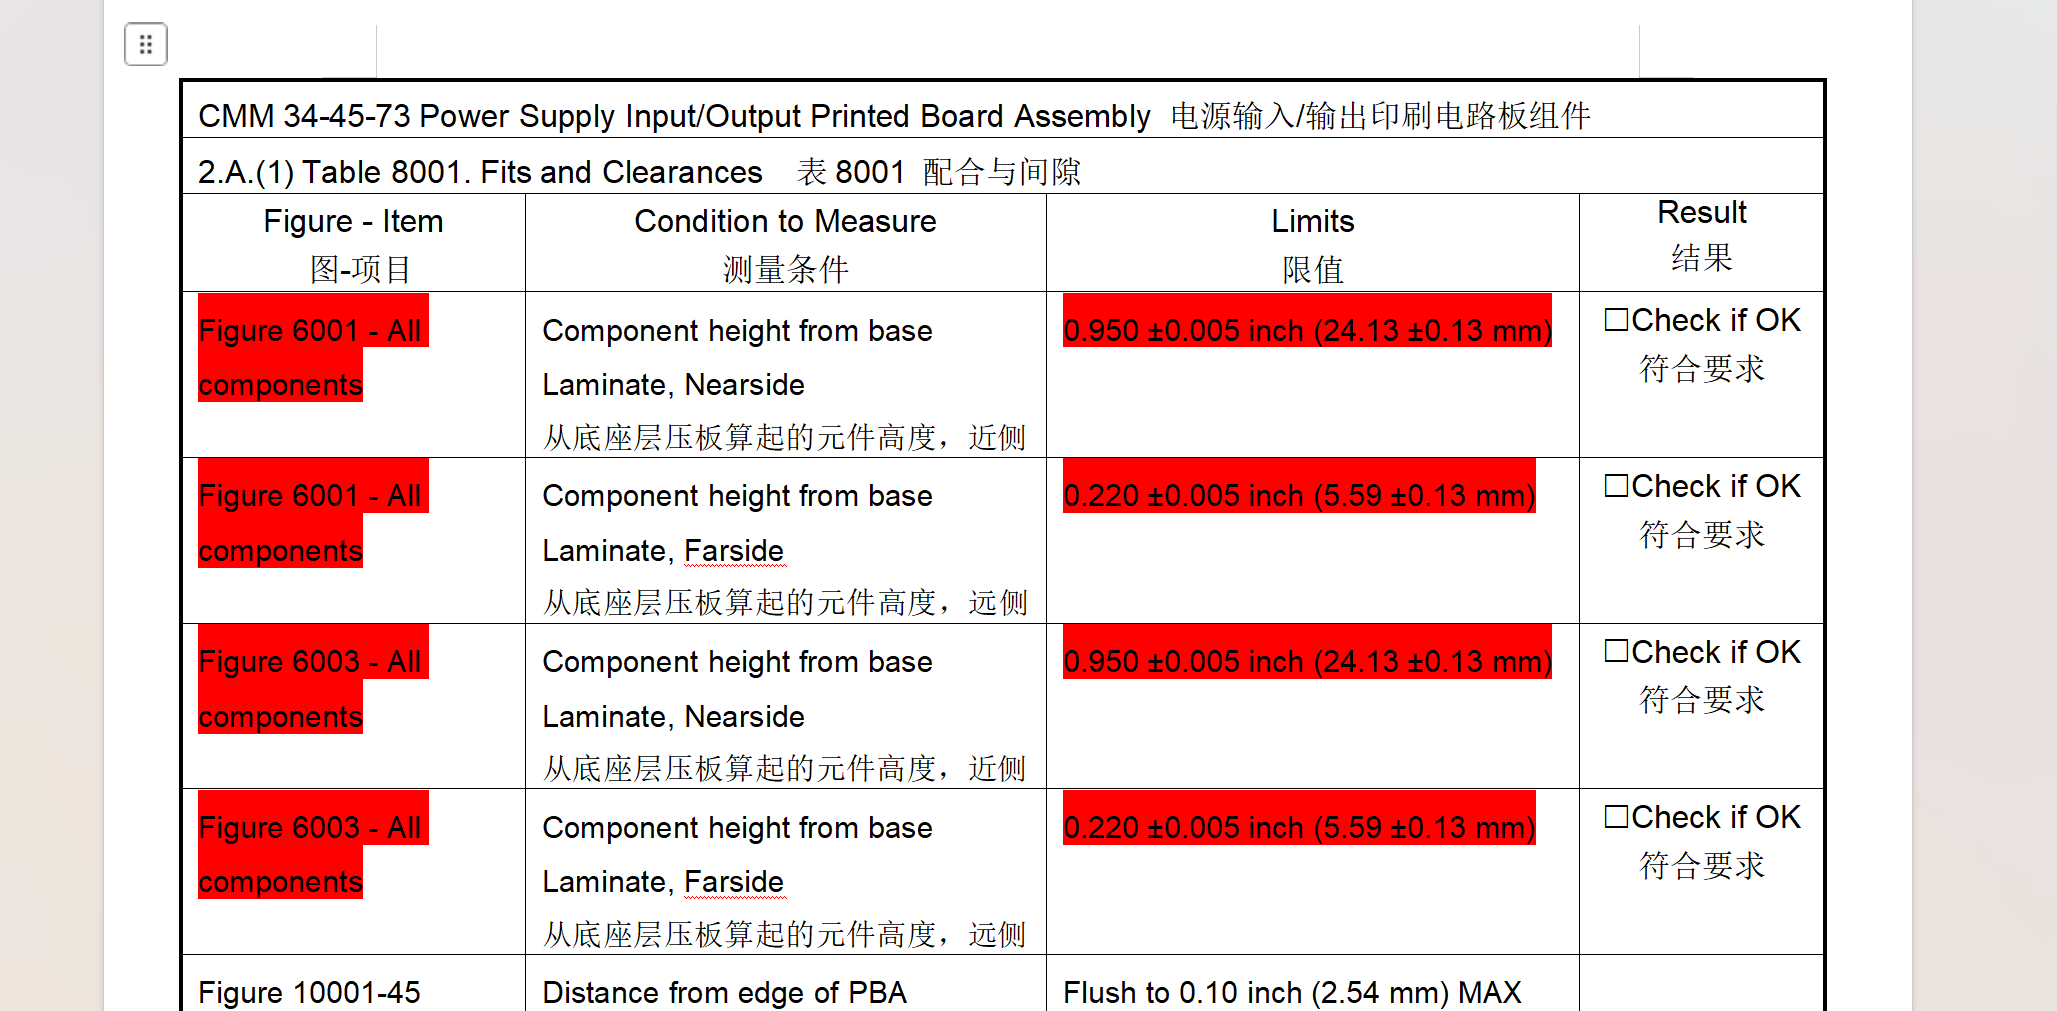 CMM 34-45-73 Power Supply Input/Output Printed Board Assembly 电源输入/输出印刷电路板组件
2.A.(1) Table 8001. Fits and Clearances 表 8001 配合与间隙
Figure - Item
图-项目
Condition to Measure
测量条件
Limits
限值
Result
结果
Figure 6001 - All
components
Component height from base
Laminate, Nearside
从底座层压板算起的元件高度，近侧
0.950 ±0.005 inch (24.13 ±0.13 mm)
☐Check if OK
符合要求
Figure 6001 - All
components
Component height from base
Laminate, Farside
从底座层压板算起的元件高度，远侧
0.220 ±0.005 inch (5.59 ±0.13 mm)
☐Check if OK
符合要求
Figure 6003 - All
components
Component height from base
Laminate, Nearside
从底座层压板算起的元件高度，近侧
0.950 ±0.005 inch (24.13 ±0.13 mm)
☐Check if OK
符合要求
Figure 6003 - All
components
Component height from base
Laminate, Farside
从底座层压板算起的元件高度，远侧
0.220 ±0.005 inch (5.59 ±0.13 mm)
☐Check if OK
符合要求
Figure 10001-45
Distance from edge of PBA
Flush to 0.10 inch (2.54 mm) MAX